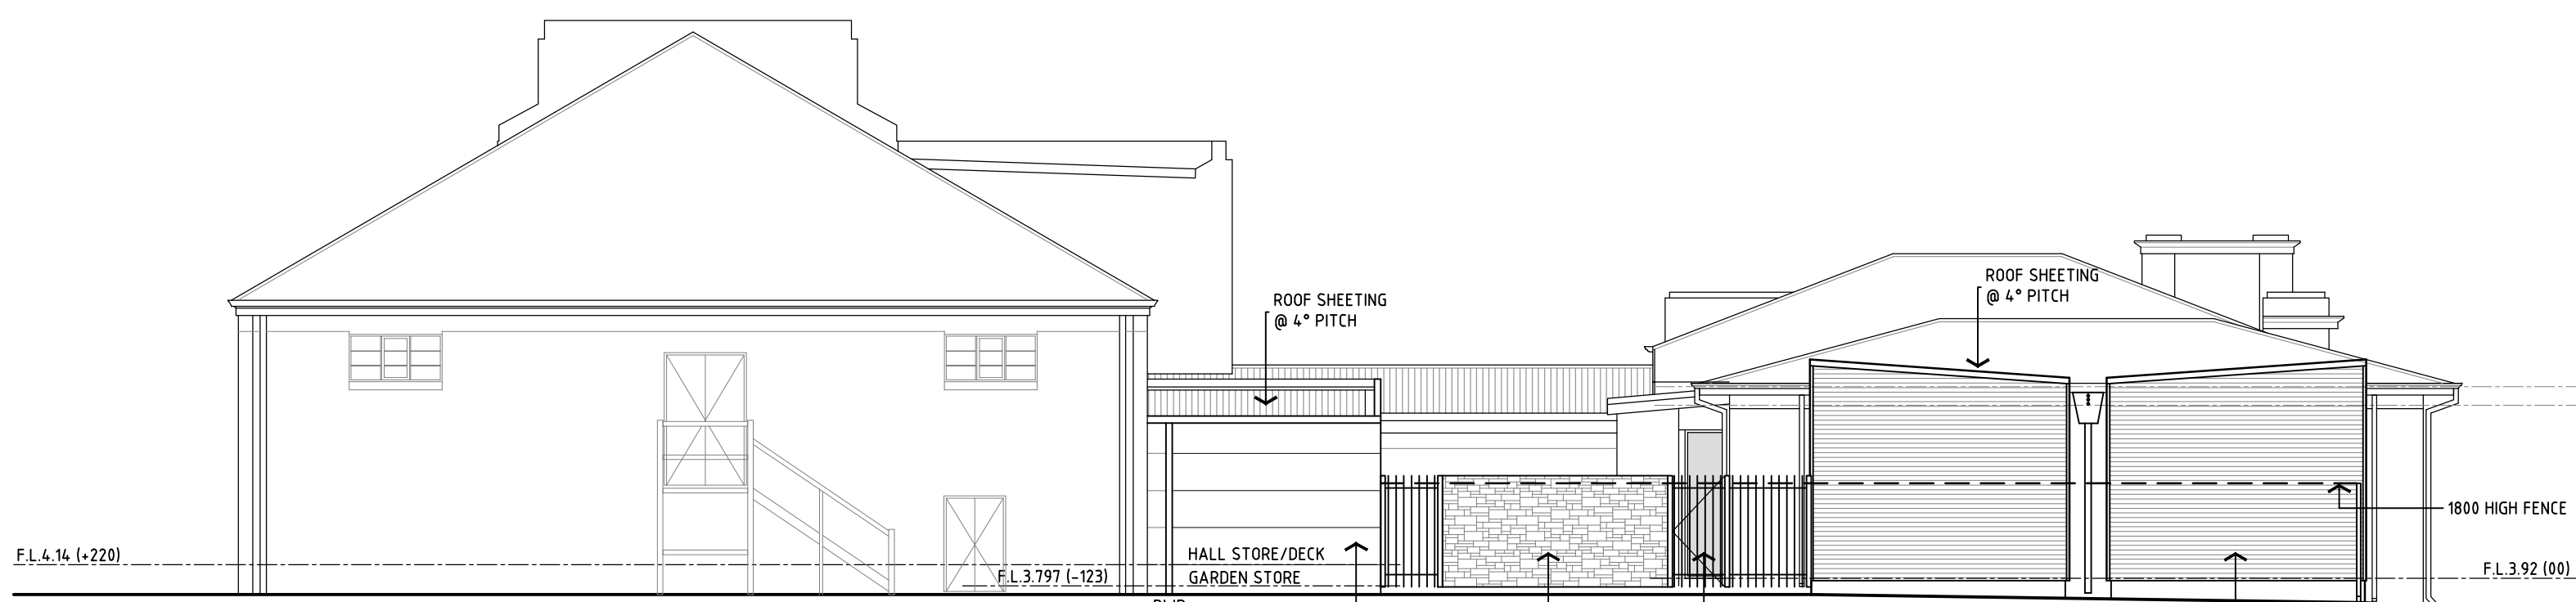 ROOF SHEETING
@ 4° PITCH
ROOF SHEETING
@ 4° PITCH
1800 HIGH FENCE
F.L.4.14 (+220)
HALL STORE/DECK
GARDEN STORE
F.L.3.797 (-123)
F.L.3.92 (00)